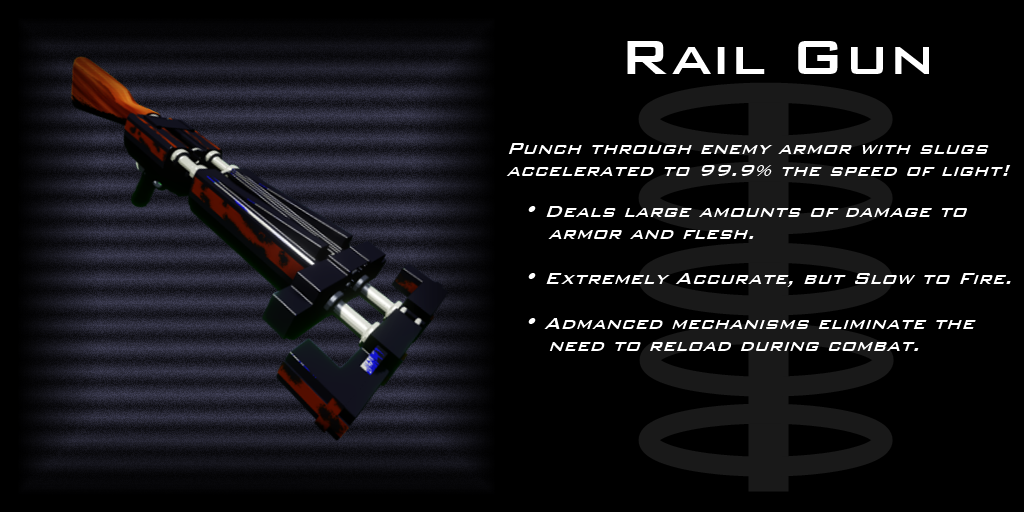 Rail Gun
Punch through enemy armor with slugs
accelerated to 99.9% the speed of light!
• Deals large amounts of damage to
armor and flesh.
• Extremely Accurate, but Slow to Fire.
• Admanced mechanisms eliminate the
need to reload during combat.